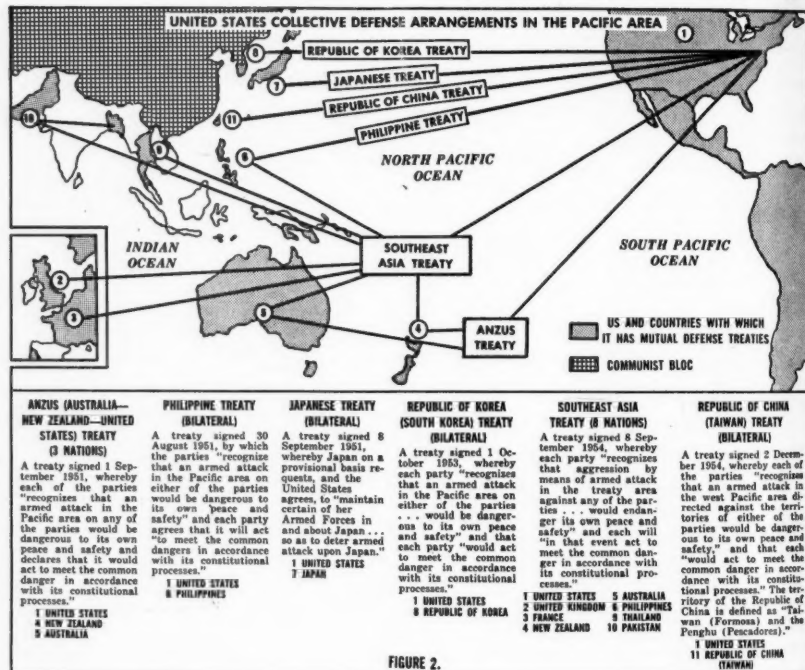 UNITED STATES COLLECTIVE DEFENSE ARRANGEMENTS IN THE PACIFIC AREA
1
8
REPUBLIC OF KOREA TREATY
7
JAPANESE TREATY
11
REPUBLIC OF CHINA TREATY
10
9
6
PHILIPPINE TREATY
NORTH PACIFIC
OCEAN
INDIAN
OCEAN
SOUTHEAST
ASIA TREATY
SOUTH PACIFIC
OCEAN
2
3
5
4
ANZUS
TREATY
US AND COUNTRIES WITH WHICH
IT HAS MUTUAL DEFENSE TREATIES
COMMUNIST BLOC
ANZUS (AUSTRALIA—
NEW ZEALAND—UNITED
STATES) TREATY
(3 NATIONS)
A treaty signed 1 Sep-
tember 1951, whereby
each of the parties
"recognizes that an
armed attack in the
Pacific area on any of
the parties would be
dangerous to its own
peace and safety and
declares that it would
act to meet the common
danger in accordance
with its constitutional
processes."
1 UNITED STATES
4 NEW ZEALAND
5 AUSTRALIA
PHILIPPINE TREATY
(BILATERAL)
A treaty signed 30
August 1951, by which
the parties "recognize
that an armed attack
in the Pacific area on
either of the parties
would be dangerous to
its own peace and
safety" and each party
agrees that it will act
"to meet the common
dangers in accordance
with its constitutional
processes."
1 UNITED STATES
6 PHILIPPINES
JAPANESE TREATY
(BILATERAL)
A treaty signed 8
September 1951,
whereby Japan on a
provisional basis re-
quests, and the
United States
agrees, to "maintain
certain of her
Armed Forces in
and about Japan . . .
so as to deter armed
attack upon Japan."
1 UNITED STATES
7 JAPAN
REPUBLIC OF KOREA
(SOUTH KOREA) TREATY
(BILATERAL)
A treaty signed 1 Oc-
tober 1953, whereby
each party "recognizes
that an armed attack
in the Pacific area on
either of the parties
. . . would be danger-
ous to its own peace
and safety" and that
each party "would act
to meet the common
danger in accordance
with its constitutional
processes."
1 UNITED STATES
8 REPUBLIC OF KOREA
SOUTHEAST ASIA
TREATY (8 NATIONS)
A treaty signed 8 Sep-
tember 1954, whereby
each party "recognizes
that aggression by
means of armed attack
in the treaty area
against any of the par-
ties . . . would endan-
ger its own peace and
safety" and each will
"in that event act to
meet the common dan-
ger in accordance with
its constitutional pro-
cesses."
1 UNITED STATES 5 AUSTRALIA
2 UNITED KINGDOM 6 PHILIPPINES
3 FRANCE 9 THAILAND
4 NEW ZEALAND 10 PAKISTAN
REPUBLIC OF CHINA
(TAIWAN) TREATY
(BILATERAL)
A treaty signed 2 Decem-
ber 1954, whereby each of
the parties "recognizes
that an armed attack in
the west Pacific area di-
rected against the terri-
tories of either of the
parties would be danger-
ous to its own peace and
safety," and that each
"would act to meet the
common danger in accor-
dance with its constitu-
tional processes." The ter-
ritory of the Republic of
China is defined as "Tai-
wan (Formosa) and the
Penghu (Pescadores)."
1 UNITED STATES
11 REPUBLIC OF CHINA
(TAIWAN)
FIGURE 2.